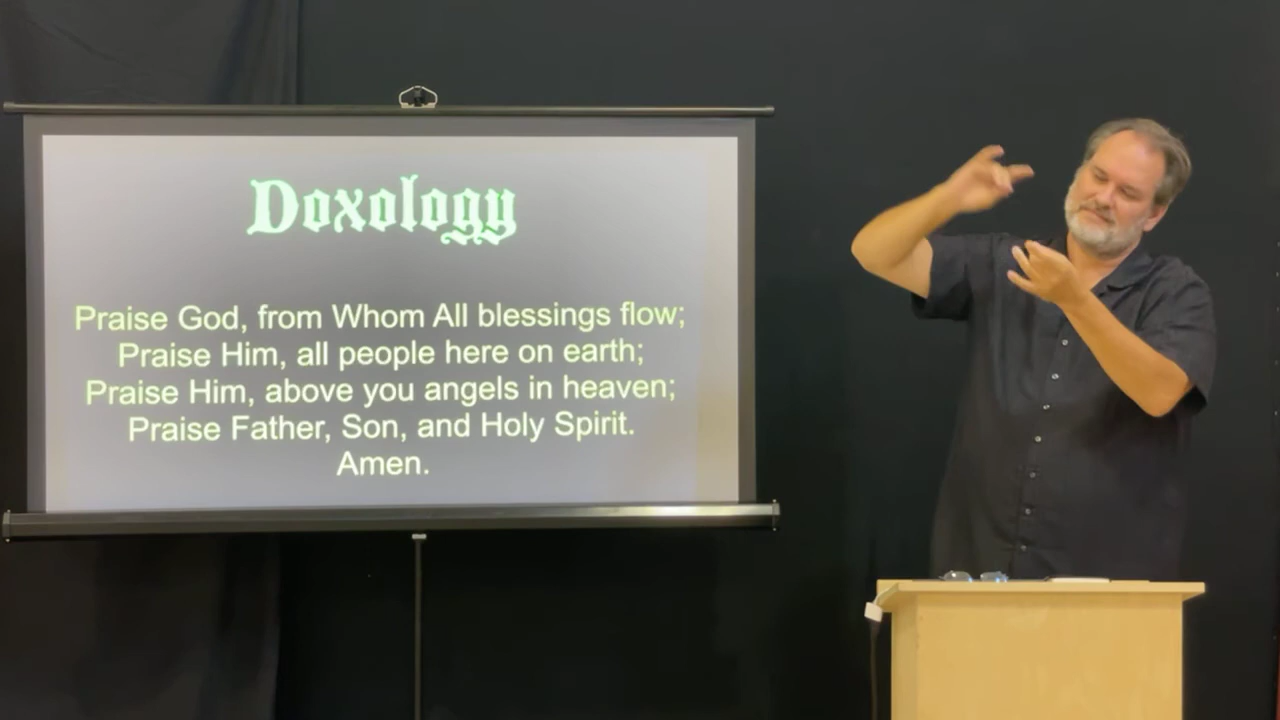 Doxology
Praise God, from Whom All blessings flow;
Praise Him, all people here on earth;
Praise Him, above you angels in heaven;
Praise Father, Son, and Holy Spirit.
Amen.